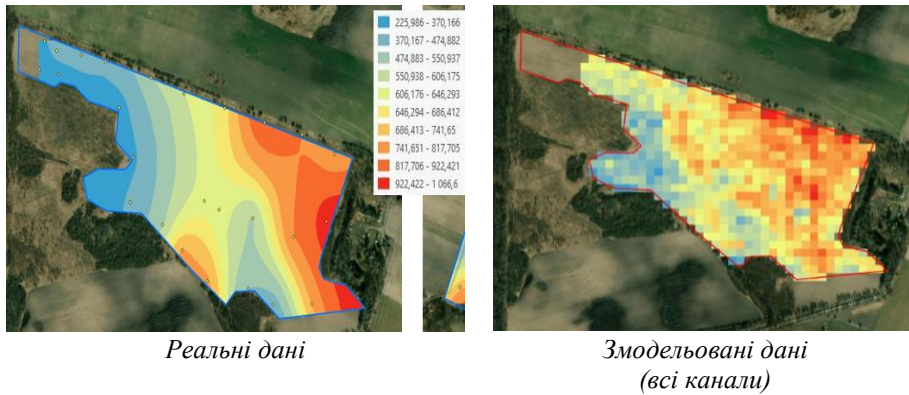 225,986 - 370,166
370,167 - 474,882
474,883 - 550,937
550,938 - 606,175
606,176 - 646,293
646,294 - 686,412
686,413 - 741,65
741,651 - 817,705
817,706 - 922,421
922,422 - 1 066,6
Реальні дані
Змодельовані дані
(всі канали)